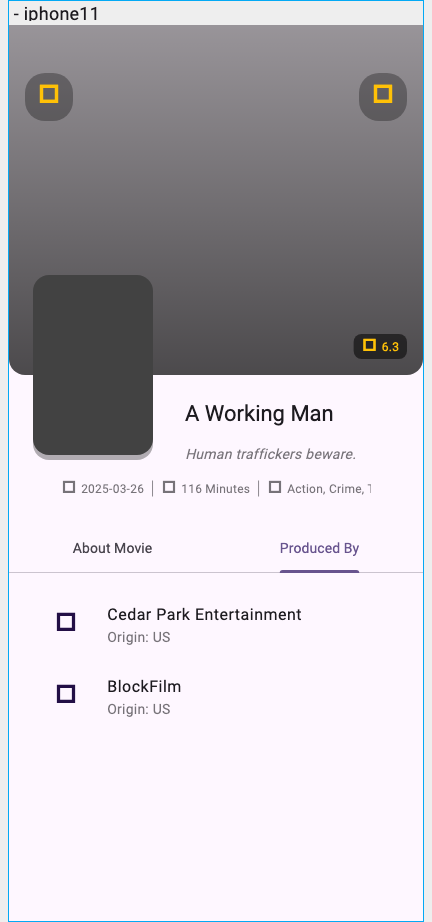 - iphone11
6.3
A Working Man
Human traffickers beware.
2025-03-26 116 Minutes Action, Crime,
About Movie Produced By
Cedar Park Entertainment
Origin: US
BlockFilm
Origin: US